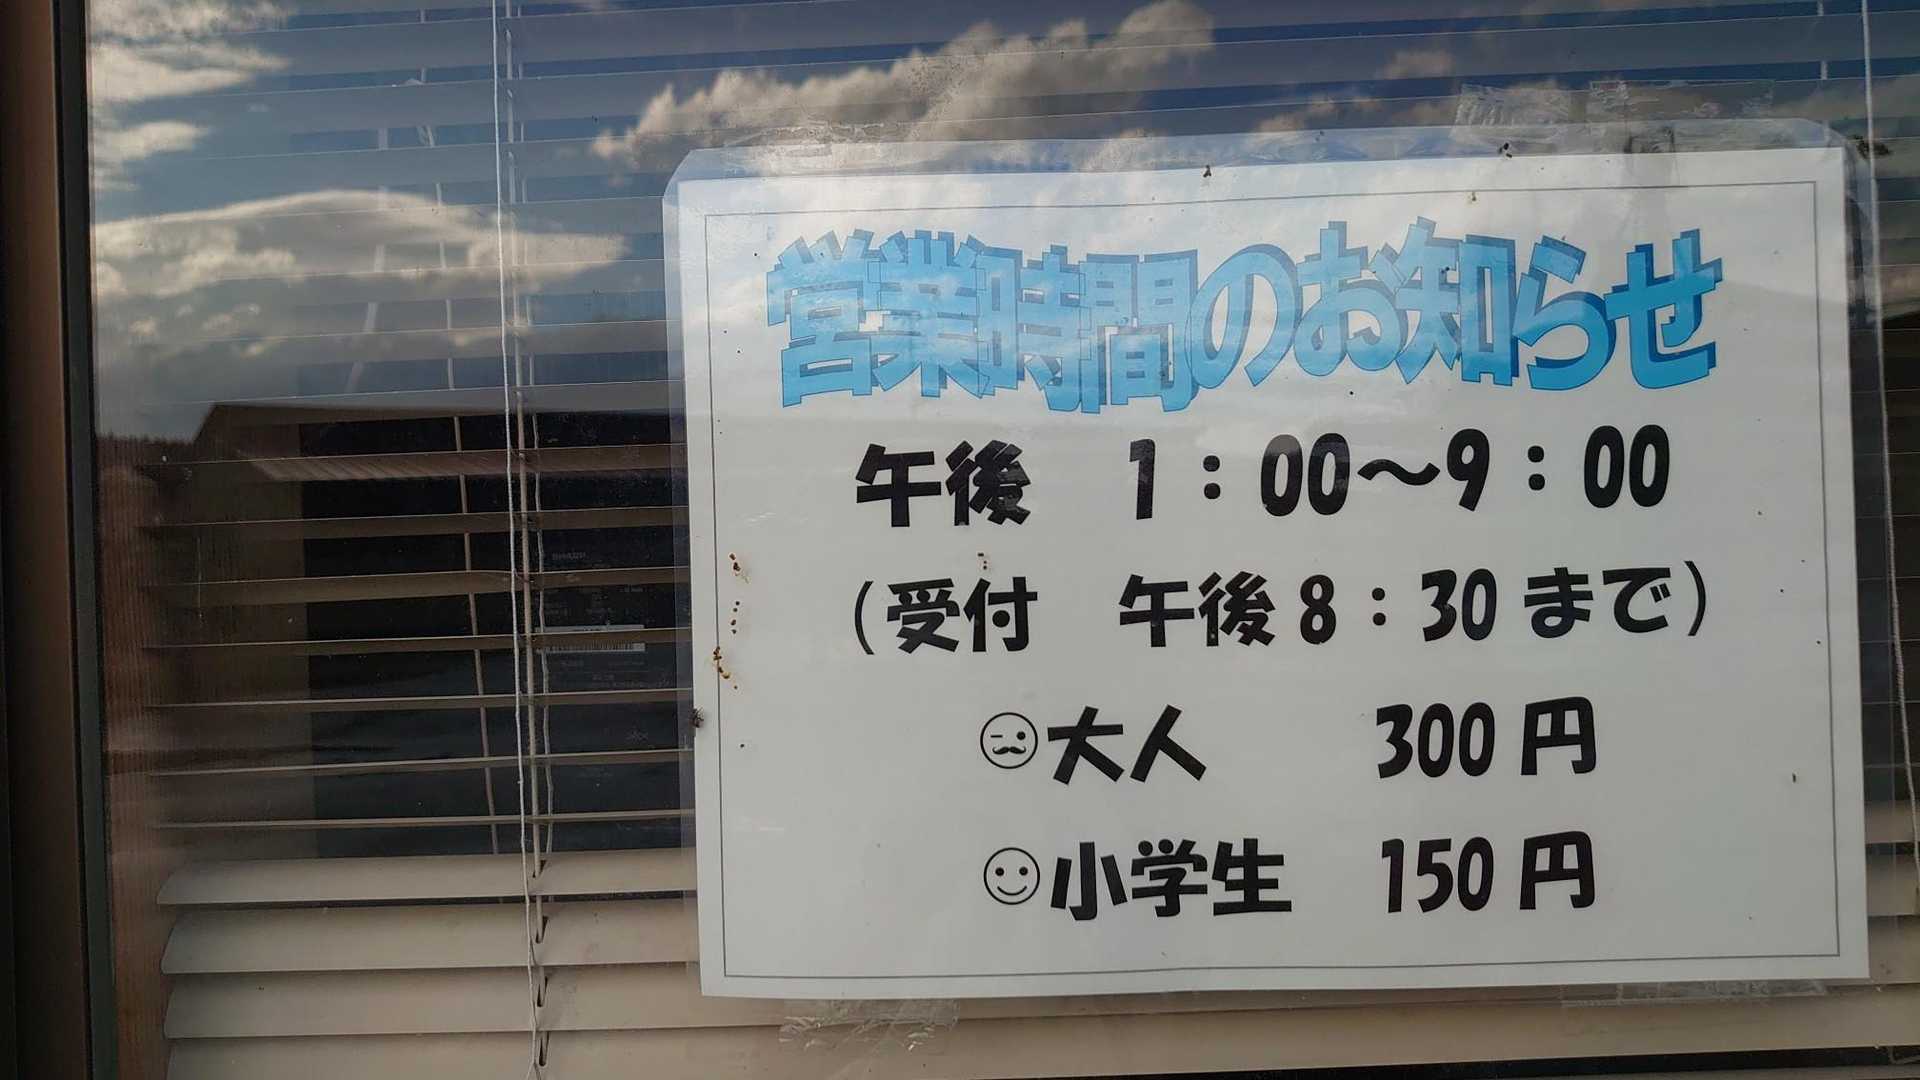 営業時間のお知らせ
午後　1：00～9：00
（受付　午後8：30まで）
大人　300円
小学生　150円